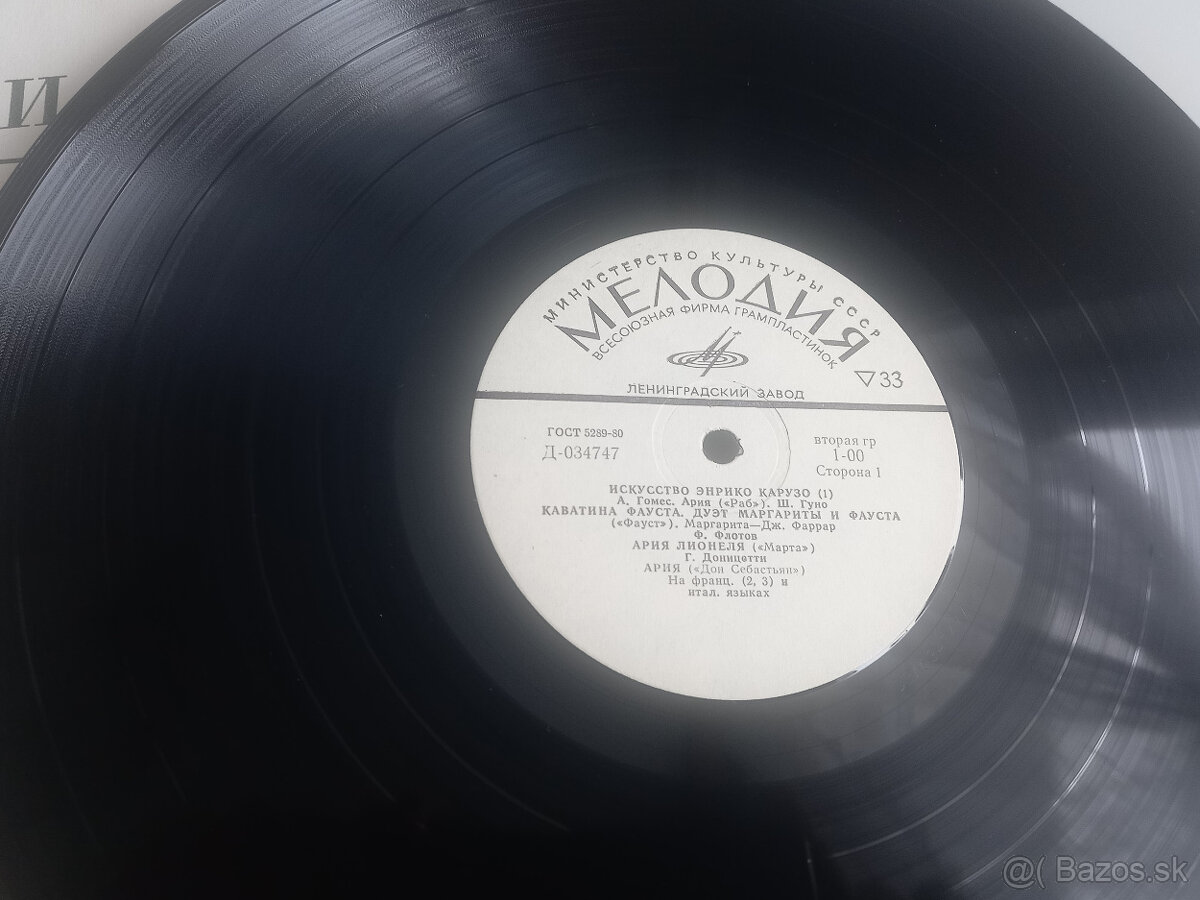 И
МИНИСТЕРСТВО КУЛЬТУРЫ СССР
МЕЛОДИЯ
ВСЕСОЮЗНАЯ ФИРМА ГРАМПЛАСТИНОК
▽33
ЛЕНИНГРАДСКИЙ ЗАВОД
ГОСТ 5289-80
Д-034747
вторая гр
1-00
Сторона 1
ИСКУССТВО ЭНРИКО КАРУЗО (1)
А. Гомес. Ария («Раб»). Ш. Гуно
КАВАТИНА ФАУСТА. ДУЭТ МАРГАРИТЫ И ФАУСТА
(«Фауст»). Маргарита—Дж. Фаррар
Ф. Флотов
АРИЯ ЛИОНЕЛЯ («Марта»)
Г. Доницетти
АРИЯ («Дон Себастьян»)
На франц. (2, 3) и
итал. языках
@( Bazos.sk